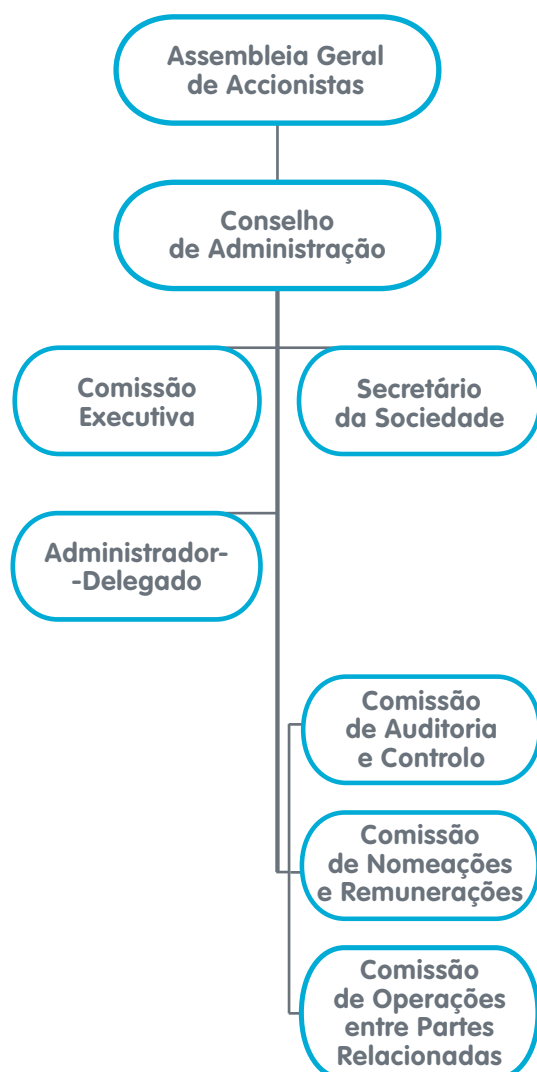 Assembleia Geral
de Accionistas
Conselho
de Administração
Comissão
Executiva
Secretário
da Sociedade
Administrador-
-Delegado
Comissão
de Auditoria
e Controlo
Comissão
de Nomeações
e Remunerações
Comissão
de Operações
entre Partes
Relacionadas